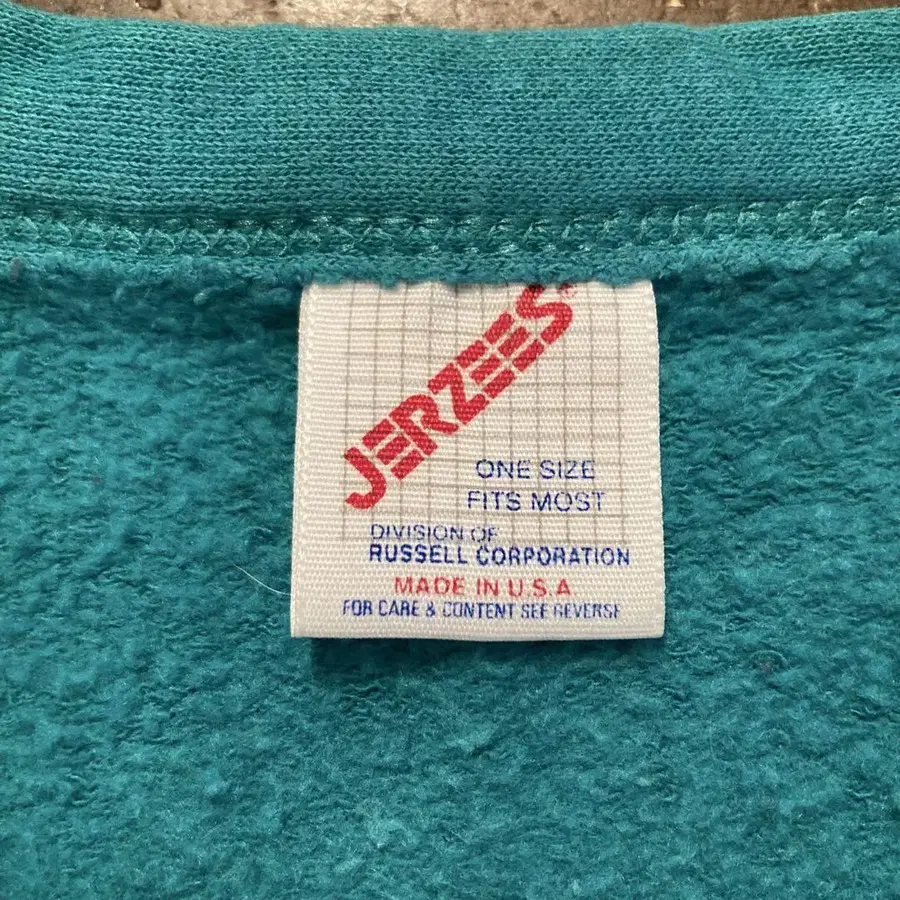 JERZEES®
ONE SIZE
FITS MOST
DIVISION OF
RUSSELL CORPORATION
MADE IN U.S.A
FOR CARE & CONTENT SEE REVERSE